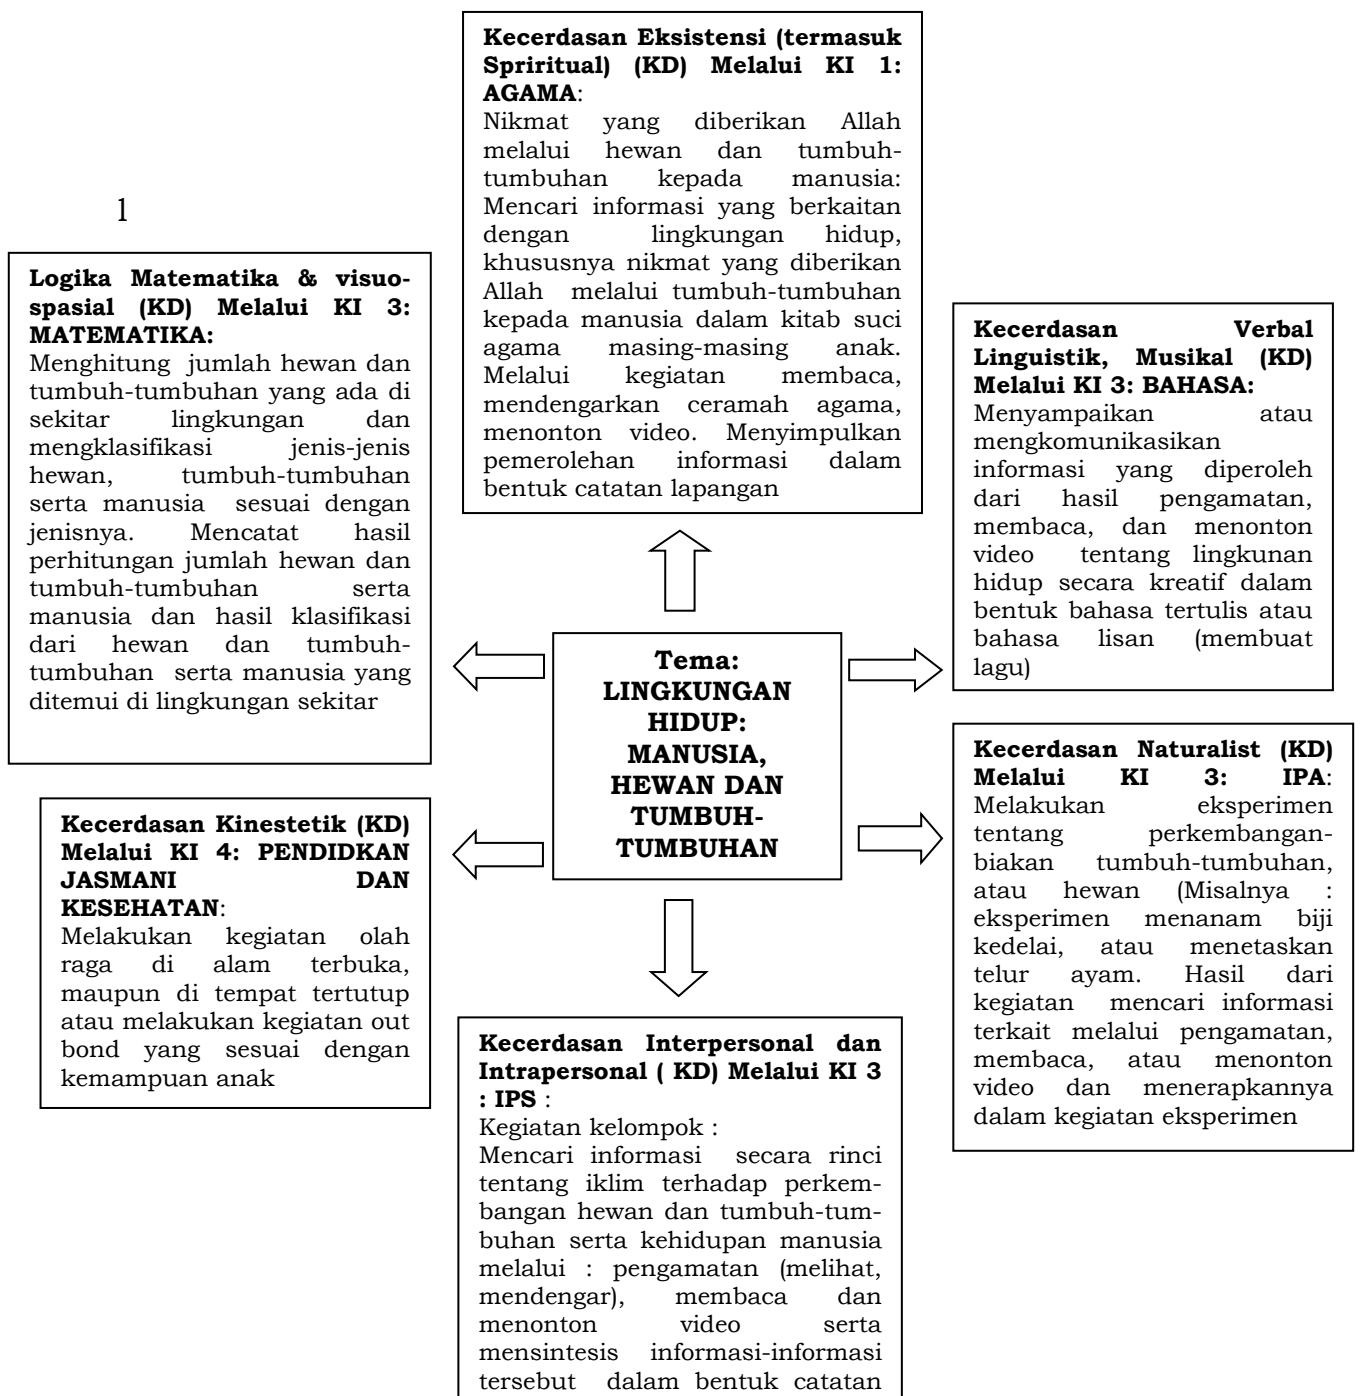 Kecerdasan Eksistensi (termasuk
Spriritual) (KD) Melalui KI 1:
AGAMA:
Nikmat yang diberikan Allah
melalui hewan dan tumbuh-
tumbuhan kepada manusia:
Mencari informasi yang berkaitan
dengan lingkungan hidup,
khususnya nikmat yang diberikan
Allah melalui tumbuh-tumbuhan
kepada manusia dalam kitab suci
agama masing-masing anak.
Melalui kegiatan membaca,
mendengarkan ceramah agama,
menonton video. Menyimpulkan
pemerolehan informasi dalam
bentuk catatan lapangan
1
Logika Matematika & visuo-
spasial (KD) Melalui KI 3:
MATEMATIKA:
Menghitung jumlah hewan dan
tumbuh-tumbuhan yang ada di
sekitar lingkungan dan
mengklasifikasi jenis-jenis
hewan, tumbuh-tumbuhan
serta manusia sesuai dengan
jenisnya. Mencatat hasil
perhitungan jumlah hewan dan
tumbuh-tumbuhan serta
manusia dan hasil klasifikasi
dari hewan dan tumbuh-
tumbuhan serta manusia yang
ditemui di lingkungan sekitar
Kecerdasan Verbal
Linguistik, Musikal (KD)
Melalui KI 3: BAHASA:
Menyampaikan atau
mengkomunikasikan
informasi yang diperoleh
dari hasil pengamatan,
membaca, dan menonton
video tentang lingkunan
hidup secara kreatif dalam
bentuk bahasa tertulis atau
bahasa lisan (membuat
lagu)
Tema:
LINGKUNGAN
HIDUP:
MANUSIA,
HEWAN DAN
TUMBUH-
TUMBUHAN
Kecerdasan Kinestetik (KD)
Melalui KI 4: PENDIDKAN
JASMANI DAN
KESEHATAN:
Melakukan kegiatan olah
raga di alam terbuka,
maupun di tempat tertutup
atau melakukan kegiatan out
bond yang sesuai dengan
kemampuan anak
Kecerdasan Naturalist (KD)
Melalui KI 3: IPA:
Melakukan eksperimen
tentang perkembangan-
biakan tumbuh-tumbuhan,
atau hewan (Misalnya :
eksperimen menanam biji
kedelai, atau menetaskan
telur ayam. Hasil dari
kegiatan mencari informasi
terkait melalui pengamatan,
membaca, atau menonton
video dan menerapkannya
dalam kegiatan eksperimen
Kecerdasan Interpersonal dan
Intrapersonal ( KD) Melalui KI 3
: IPS :
Kegiatan kelompok :
Mencari informasi secara rinci
tentang iklim terhadap perkem-
bangan hewan dan tumbuh-tum-
buhan serta kehidupan manusia
melalui : pengamatan (melihat,
mendengar), membaca dan
menonton video serta
mensintesis informasi-informasi
tersebut dalam bentuk catatan